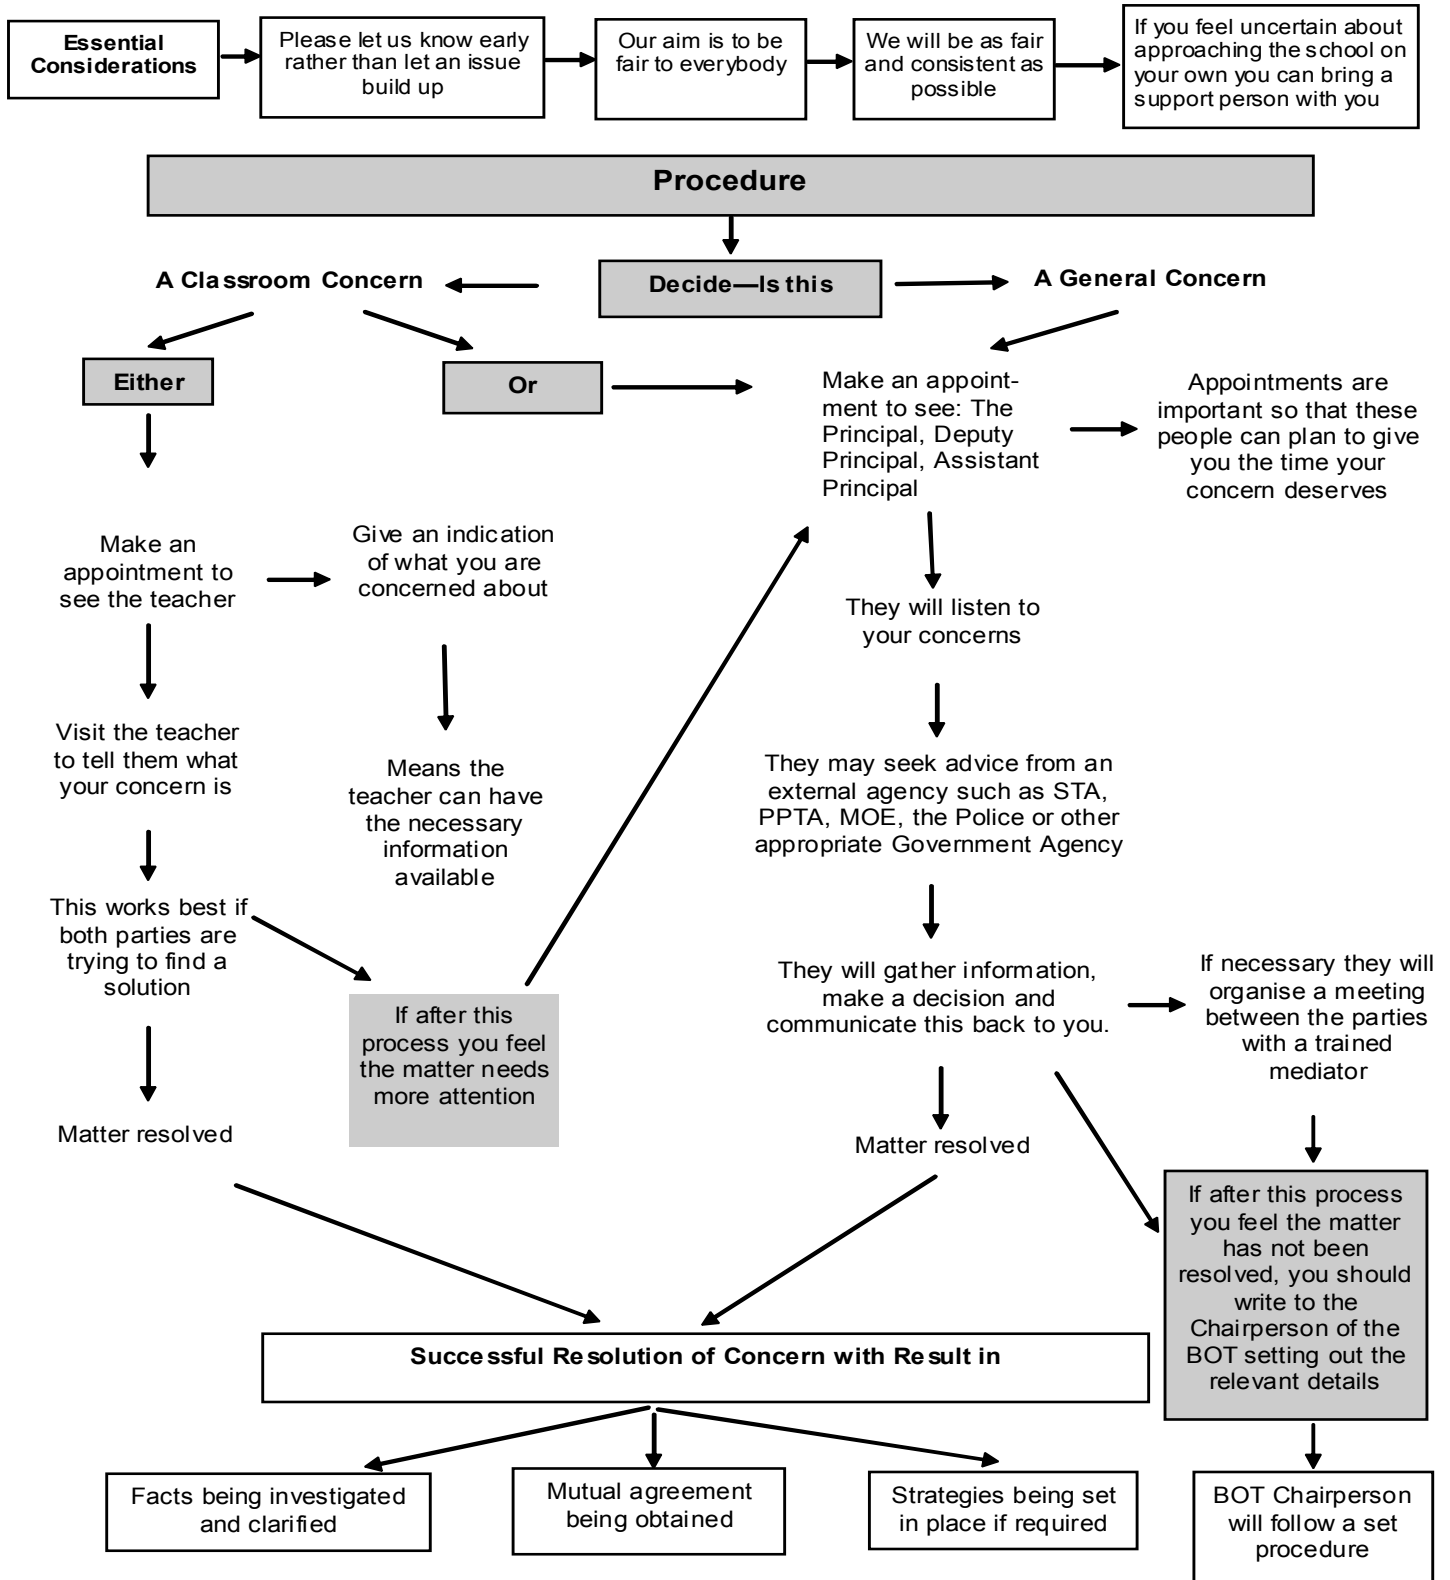 Essential
Considerations
Please let us know early
rather than let an issue
build up
Our aim is to be
fair to everybody
We will be as fair
and consistent as
possible
If you feel uncertain about
approaching the school on
your own you can bring a
support person with you
Procedure
A Classroom Concern
Decide—Is this
A General Concern
Either
Or
Make an appoint-
ment to see: The
Principal, Deputy
Principal, Assistant
Principal
Appointments are
important so that these
people can plan to give
you the time your
concern deserves
Make an
appointment to
see the teacher
Give an indication
of what you are
concerned about
They will listen to
your concerns
Visit the teacher
to tell them what
your concern is
Means the
teacher can have
the necessary
information
available
They may seek advice from an
external agency such as STA,
PPTA, MOE, the Police or other
appropriate Government Agency
This works best if
both parties are
trying to find a
solution
If after this
process you feel
the matter needs
more attention
They will gather information,
make a decision and
communicate this back to you.
If necessary they will
organise a meeting
between the parties
with a trained
mediator
Matter resolved
Matter resolved
If after this process
you feel the matter
has not been
resolved, you should
write to the
Chairperson of the
BOT setting out the
relevant details
Successful Resolution of Concern with Result in
Facts being investigated
and clarified
Mutual agreement
being obtained
Strategies being set
in place if required
BOT Chairperson
will follow a set
procedure